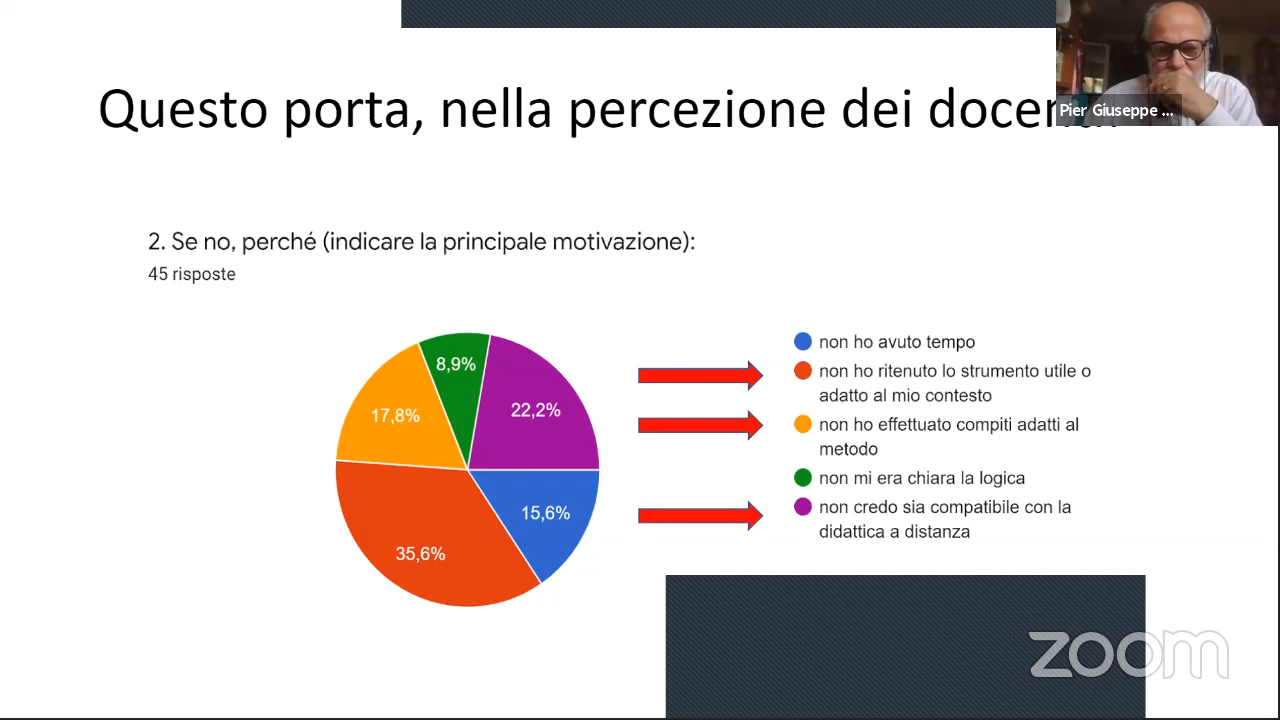 Questo porta, nella percezione dei
Pier Giuseppe ...
2. Se no, perché (indicare la principale motivazione):
45 risposte
8,9%
22,2%
17,8%
15,6%
35,6%
non ho avuto tempo
non ho ritenuto lo strumento utile o
adatto al mio contesto
non ho effettuato compiti adatti al
metodo
non mi era chiara la logica
non credo sia compatibile con la
didattica a distanza
zoom